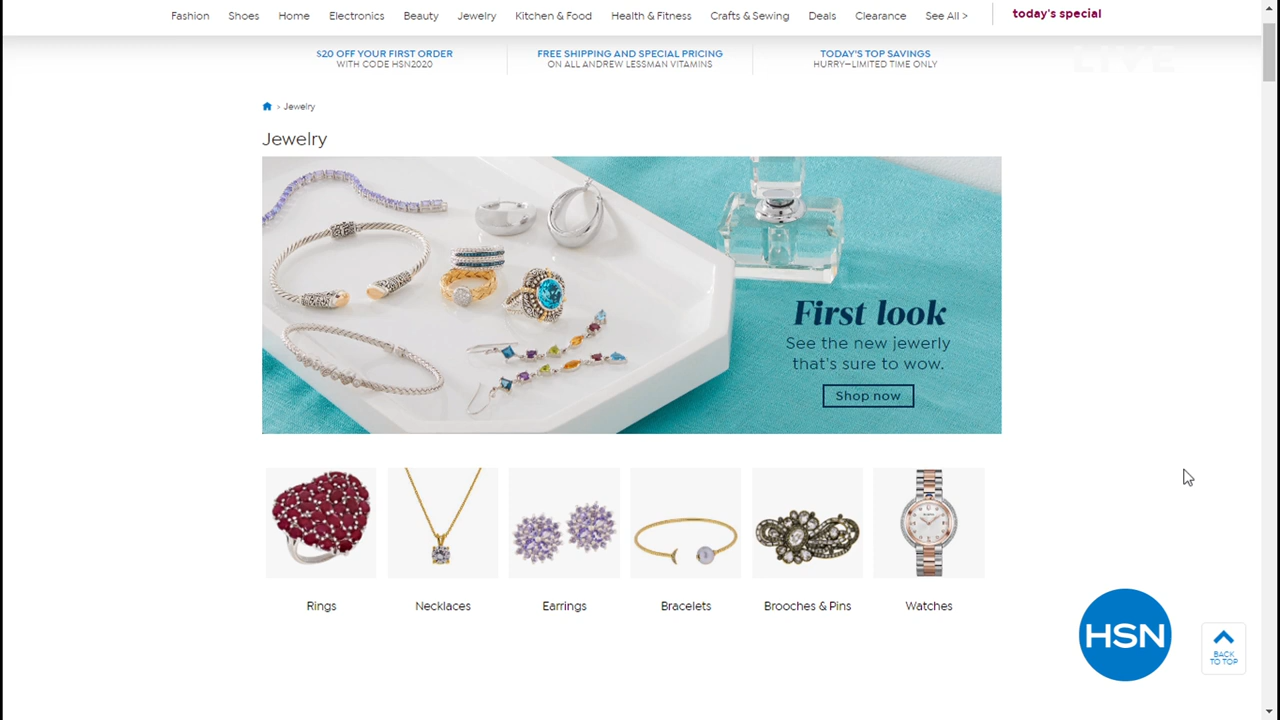 Fashion Shoes Home Electronics Beauty Jewelry Kitchen & Food Health & Fitness Crafts & Sewing Deals Clearance See All > today's special
$20 OFF YOUR FIRST ORDER
WITH CODE HSN2020
FREE SHIPPING AND SPECIAL PRICING
ON ALL ANDREW LESSMAN VITAMINS
TODAY'S TOP SAVINGS
HURRY—LIMITED TIME ONLY
LIVE
> Jewelry
Jewelry
First look
See the new jewerly
that's sure to wow.
Shop now
Rings Necklaces Earrings Bracelets Brooches & Pins Watches
HSN
BACK
TO TOP